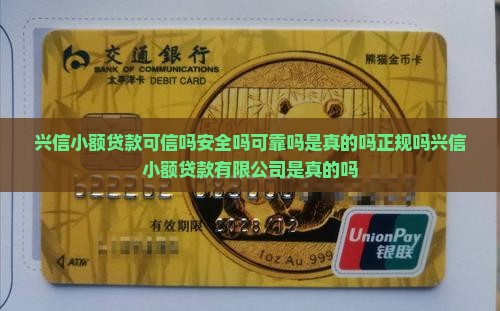 交通銀行
BANK OF COMMUNICATIONS
太平洋卡 DEBIT CARD
熊猫金币卡
兴信小额贷款可信吗安全吗可靠吗是真的吗正规吗兴信
小额贷款有限公司是真的吗
有效期限 2028/12
1oz Au .999
UnionPay
银联
ATM